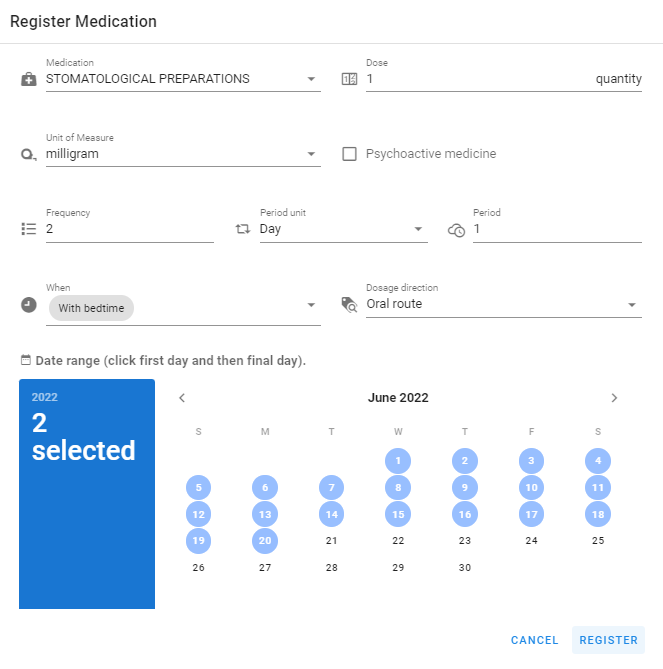 Register Medication
Medication
STOMATOLOGICAL PREPARATIONS
Dose
1 quantity
Unit of Measure
milligram
Psychoactive medicine
Frequency
2
Period unit
Day
Period
1
When
With bedtime
Dosage direction
Oral route
Date range (click first day and then final day).
2022
2
selected
June 2022
S M T W T F S
1 2 3 4
5 6 7 8 9 10 11
12 13 14 15 16 17 18
19 20 21 22 23 24 25
26 27 28 29 30
CANCEL REGISTER